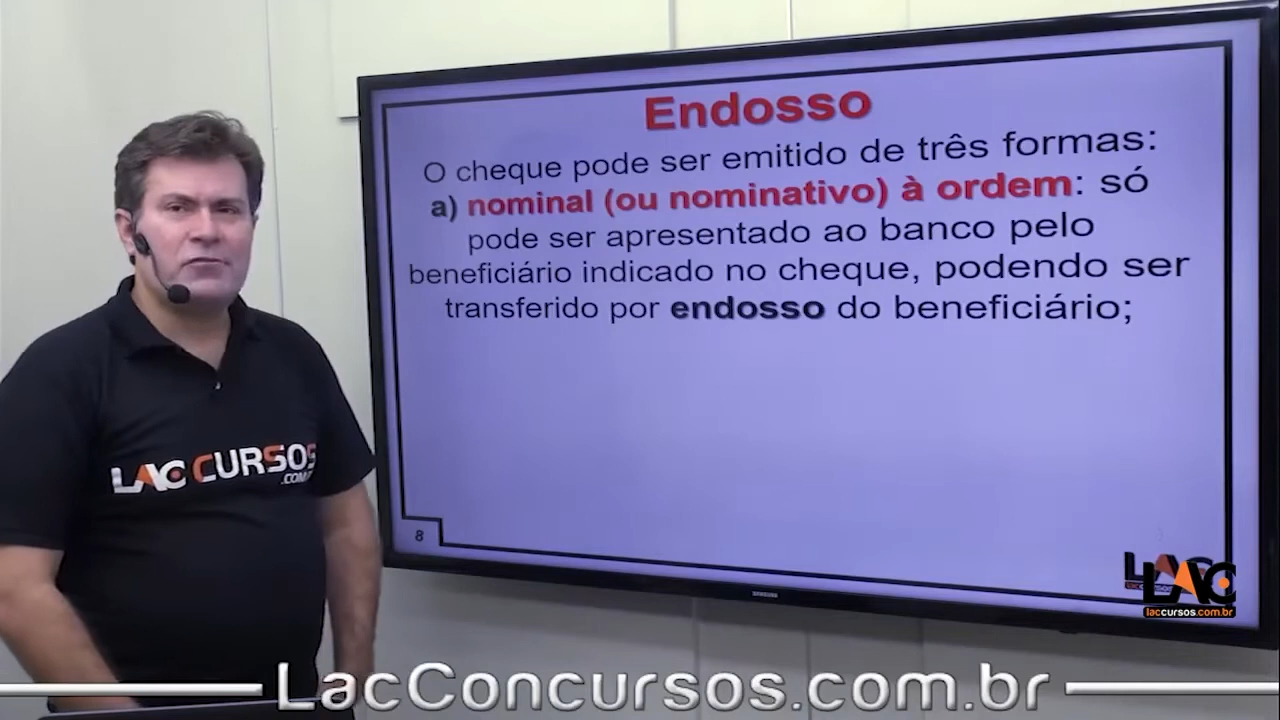 Endosso
O cheque pode ser emitido de três formas:
a) nominal (ou nominativo) à ordem: só
pode ser apresentado ao banco pelo
beneficiário indicado no cheque, podendo ser
transferido por endosso do beneficiário;
LAC CURSOS
.COM
8
SAMSUNG
LAC
laccursos.com.br
LacConcursos.com.br